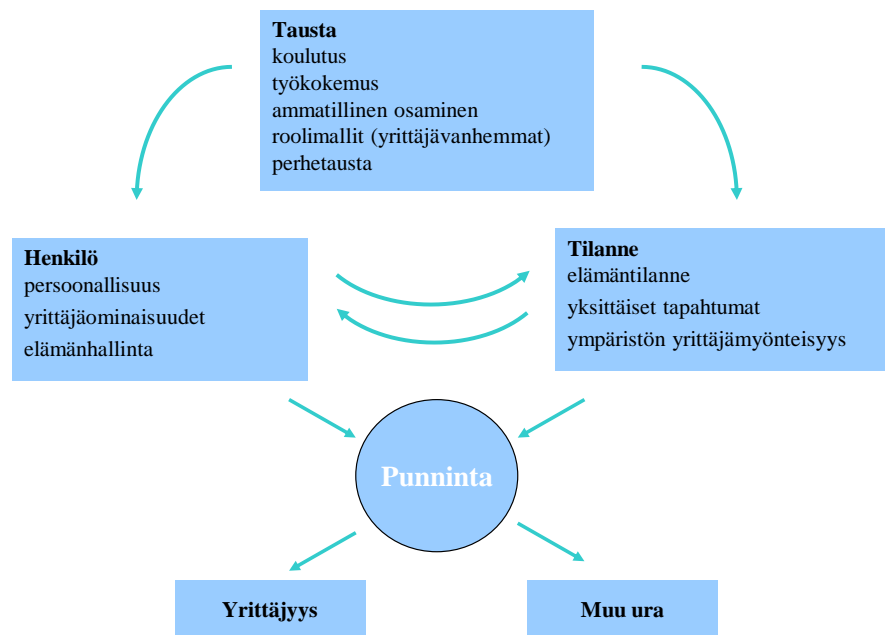 Tausta
koulutus
työkokemus
ammatillinen osaaminen
roolimallit (yrittäjävanhemmat)
perhetausta
Henkilö
persoonallisuus
yrittäjäominaisuudet
elämänhallinta
Tilanne
elämäntilanne
yksittäiset tapahtumat
ympäristön yrittäjämyönteisyys
Punninta
Yrittäjyys
Muu ura